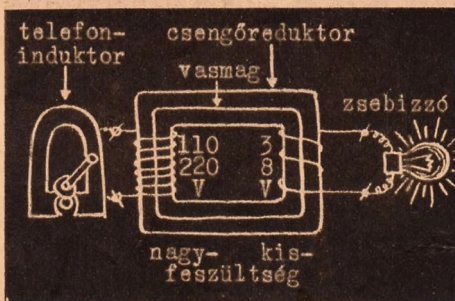 telefon-
induktor
csengőreduktor
vasmag
zsebizzó
110 3
220 8
V V
nagy- kis-
feszültség